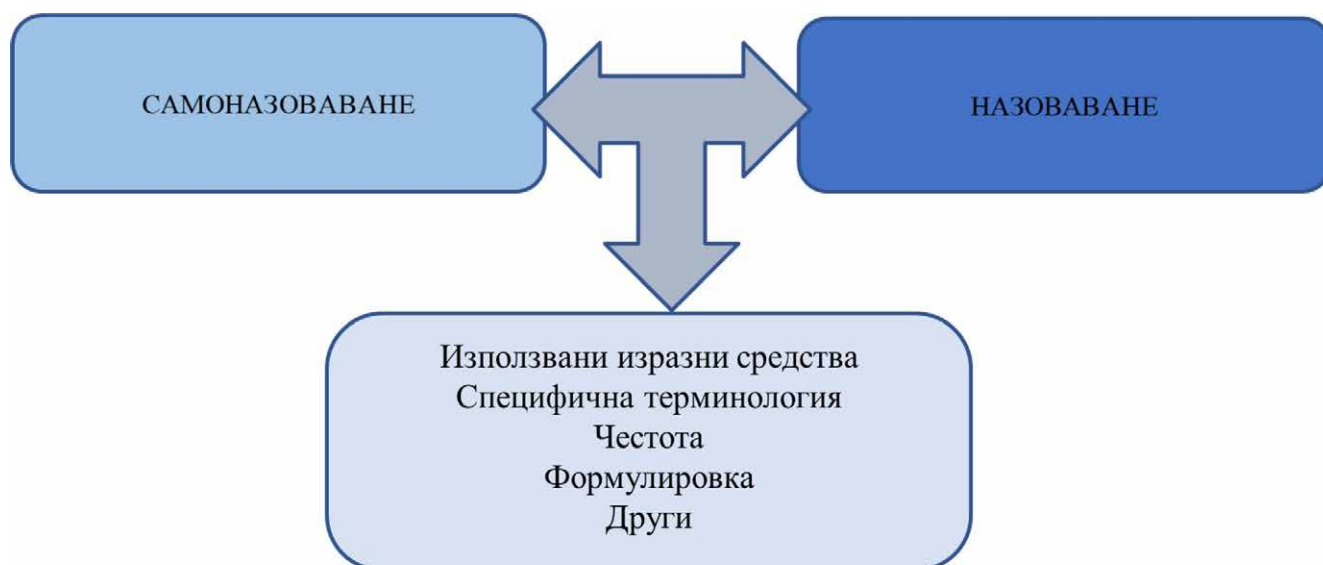 САМОНАЗОВАВАНЕ
НАЗОВАВАНЕ
Използвани изразни средства
Специфична терминология
Честота
Формулировка
Други